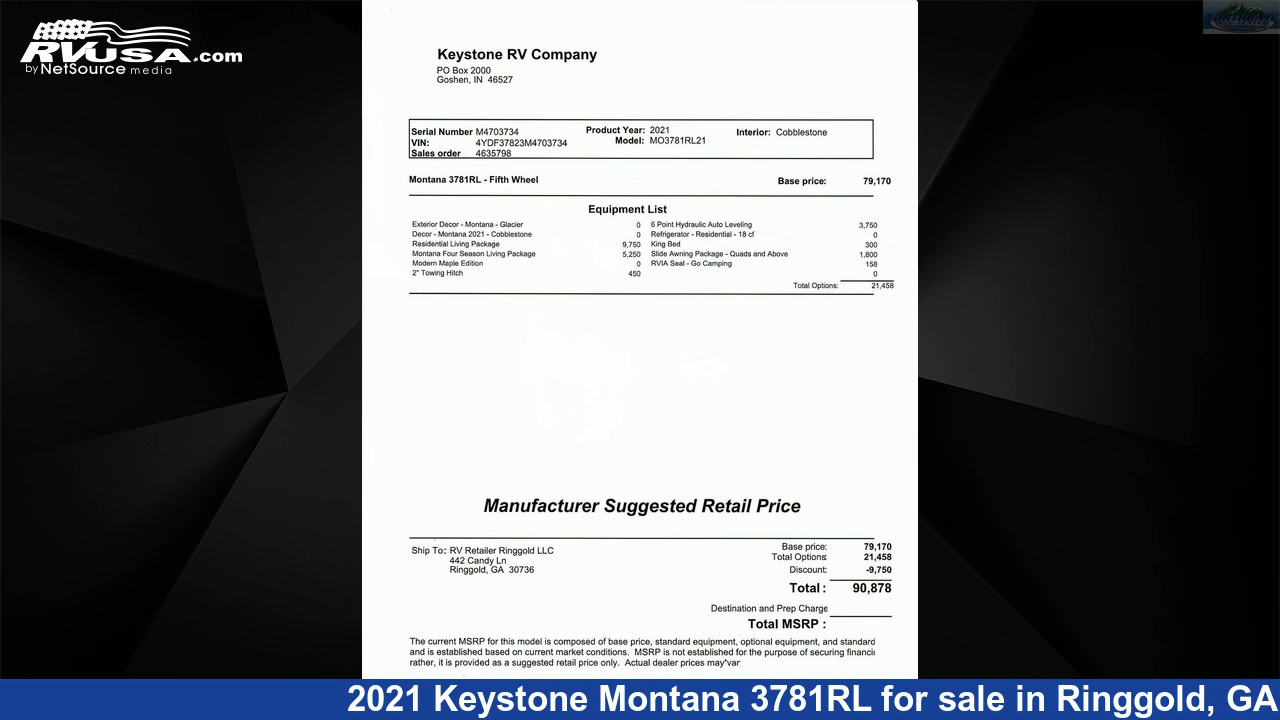 RVUSA.com
by NetSource media
Keystone RV Company
PO Box 2000
Goshen, IN 46527
Serial Number M4703734 Product Year: 2021 Interior: Cobblestone
VIN: 4YDF37823M4703734 Model: MO3781RL21
Sales order 4635798
Montana 3781RL - Fifth Wheel Base price: 79,170
Equipment List
Exterior Decor - Montana - Glacier 0 6 Point Hydraulic Auto Leveling 3,750
Decor - Montana 2021 - Cobblestone 0 Refrigerator - Residential - 18 cf 0
Residential Living Package 9,750 King Bed 300
Montana Four Season Living Package 5,250 Slide Awning Package - Quads and Above 1,800
Modern Maple Edition 0 RVIA Seal - Go Camping 158
2" Towing Hitch 450 0
Total Options: 21,458
Manufacturer Suggested Retail Price
Ship To:: RV Retailer Ringgold LLC Base price: 79,170
442 Candy Ln Total Options: 21,458
Ringgold, GA 30736 Discount: -9,750
Total : 90,878
Destination and Prep Charge
Total MSRP :
The current MSRP for this model is composed of base price, standard equipment, optional equipment, and standard
and is established based on current market conditions. MSRP is not established for the purpose of securing financi
rather, it is provided as a suggested retail price only. Actual dealer prices may var
2021 Keystone Montana 3781RL for sale in Ringgold, GA